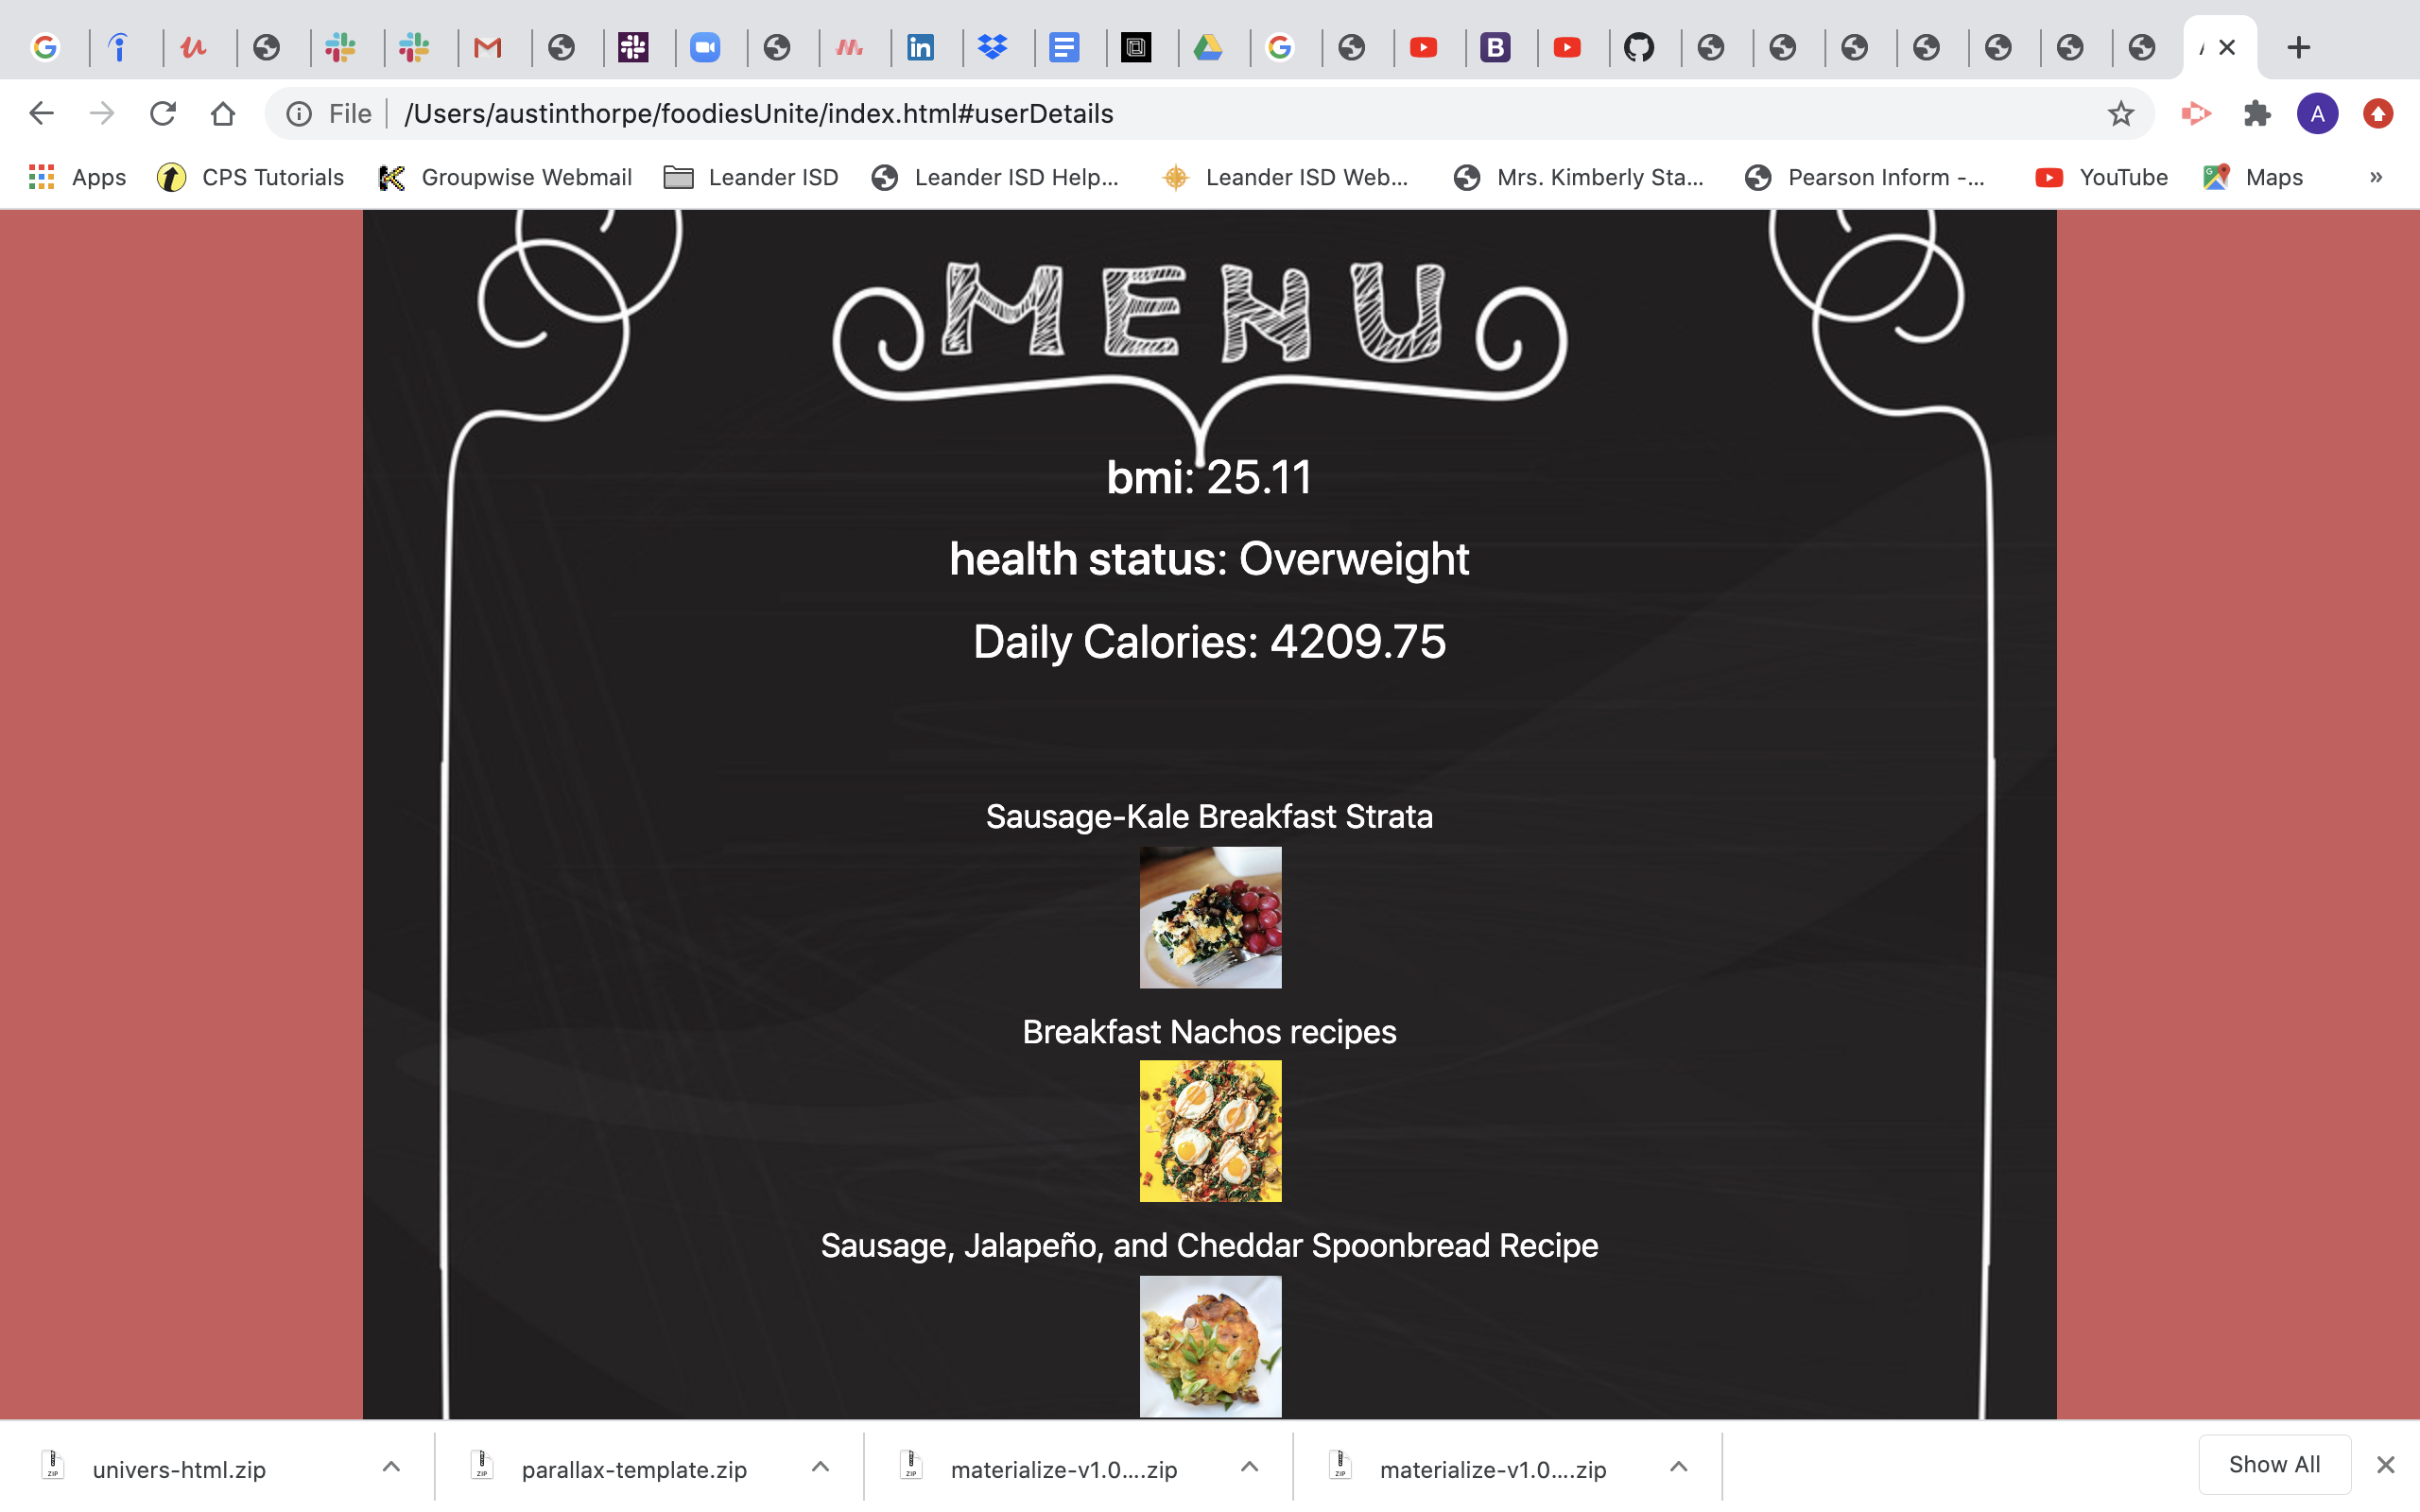 File /Users/austinthorpe/foodiesUnite/index.html#userDetails
A
Apps CPS Tutorials Groupwise Webmail Leander ISD Leander ISD Help... Leander ISD Web... Mrs. Kimberly Sta... Pearson Inform -... YouTube Maps »
MENU
bmi: 25.11
health status: Overweight
Daily Calories: 4209.75
Sausage-Kale Breakfast Strata
Breakfast Nachos recipes
Sausage, Jalapeño, and Cheddar Spoonbread Recipe
univers-html.zip parallax-template.zip materialize-v1.0....zip materialize-v1.0....zip Show All